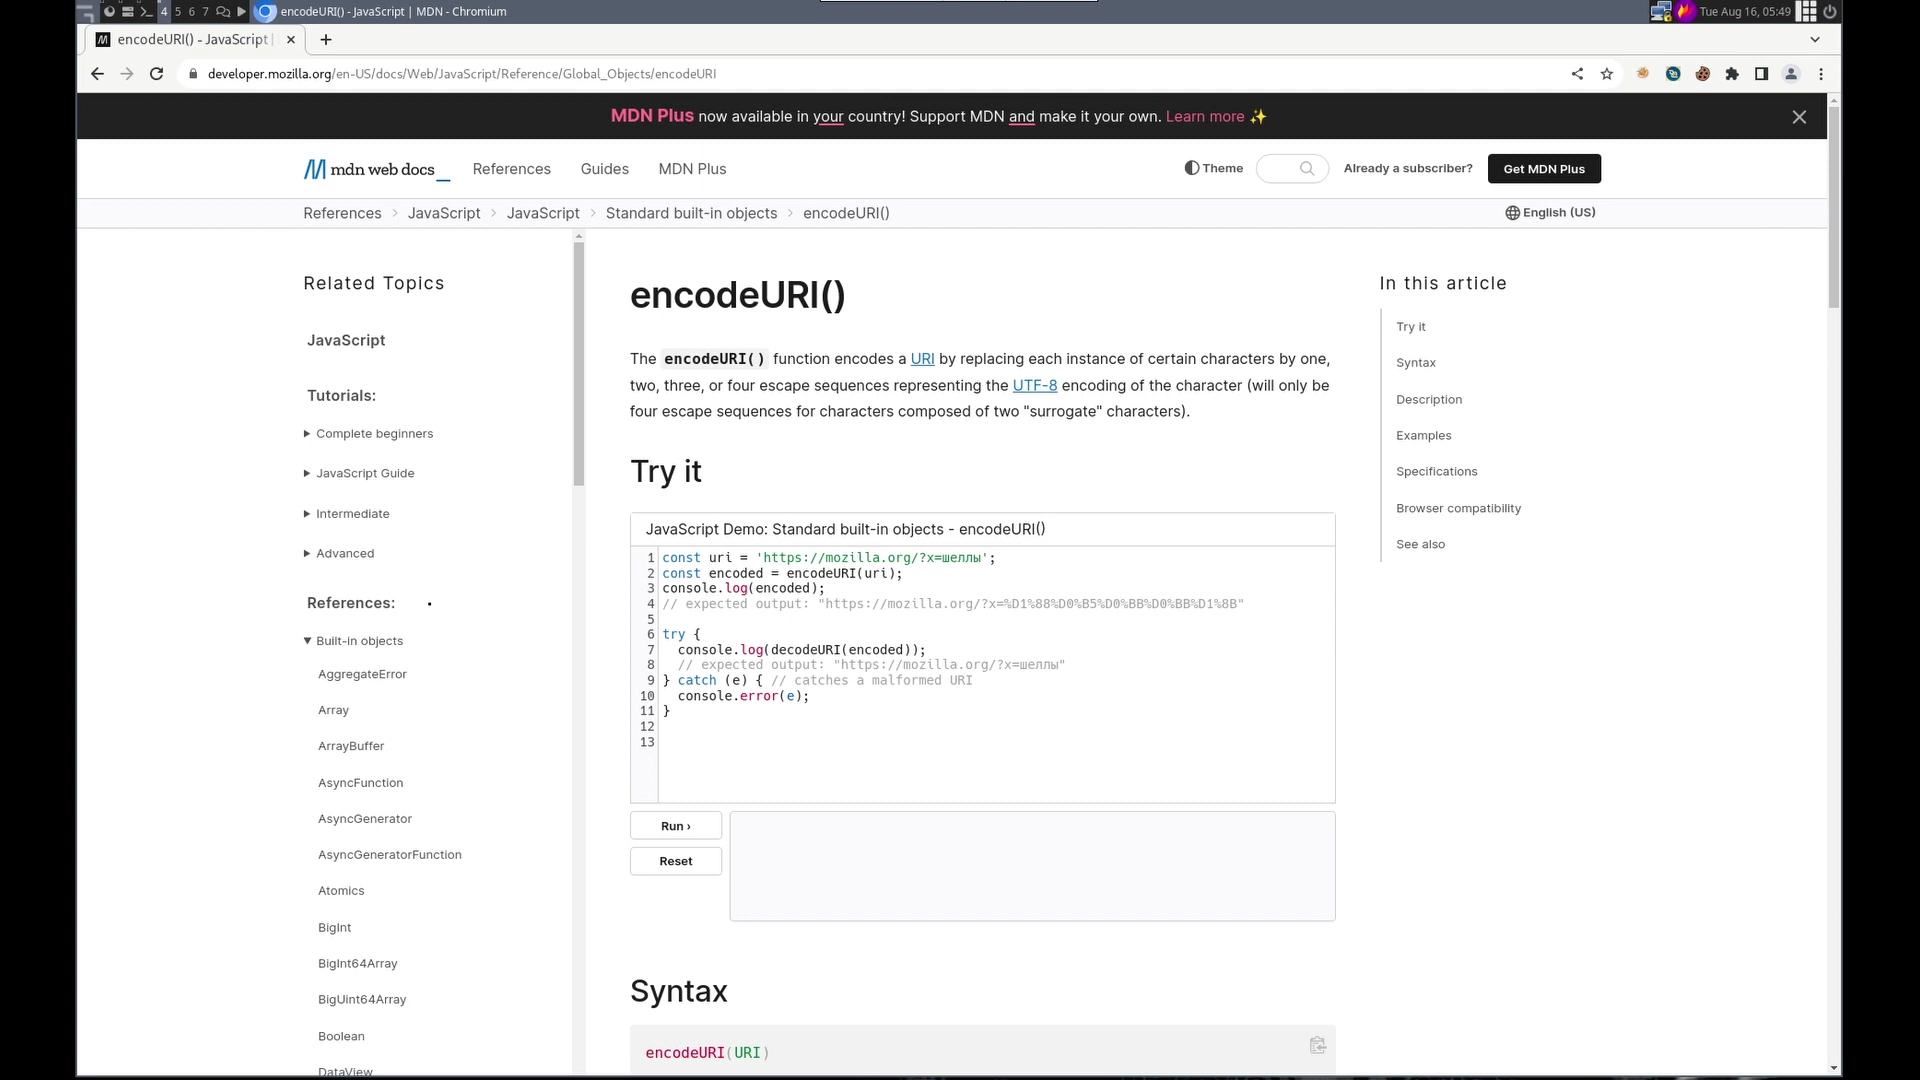 4 5 6 7 encodeURI() - JavaScript | MDN - Chromium Tue Aug 16, 05:49
encodeURI() - JavaScript |
developer.mozilla.org/en-US/docs/Web/JavaScript/Reference/Global_Objects/encodeURI
MDN Plus now available in your country! Support MDN and make it your own. Learn more ✨
mdn web docs_ References Guides MDN Plus Theme Already a subscriber? Get MDN Plus
References > JavaScript > JavaScript > Standard built-in objects > encodeURI() English (US)
Related Topics
JavaScript
Tutorials:
Complete beginners
JavaScript Guide
Intermediate
Advanced
References:
Built-in objects
AggregateError
Array
ArrayBuffer
AsyncFunction
AsyncGenerator
AsyncGeneratorFunction
Atomics
BigInt
BigInt64Array
BigUint64Array
Boolean
DataView
encodeURI()
The encodeURI() function encodes a URI by replacing each instance of certain characters by one,
two, three, or four escape sequences representing the UTF-8 encoding of the character (will only be
four escape sequences for characters composed of two "surrogate" characters).
Try it
JavaScript Demo: Standard built-in objects - encodeURI()
1 const uri = 'https://mozilla.org/?x=шеллы';
2 const encoded = encodeURI(uri);
3 console.log(encoded);
4 // expected output: "https://mozilla.org/?x=%D1%88%D0%B5%D0%BB%D0%BB%D1%8B"
5
6 try {
7   console.log(decodeURI(encoded));
8   // expected output: "https://mozilla.org/?x=шеллы"
9 } catch (e) { // catches a malformed URI
10   console.error(e);
11 }
12
13
Run ›
Reset
Syntax
encodeURI(URI)
In this article
Try it
Syntax
Description
Examples
Specifications
Browser compatibility
See also